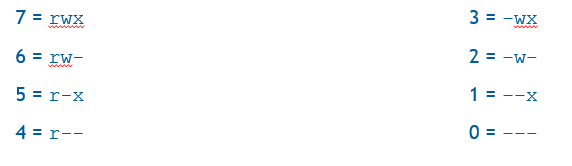 7 = rwx
6 = rw-
5 = r-x
4 = r--
3 = -wx
2 = -w-
1 = --x
0 = ---